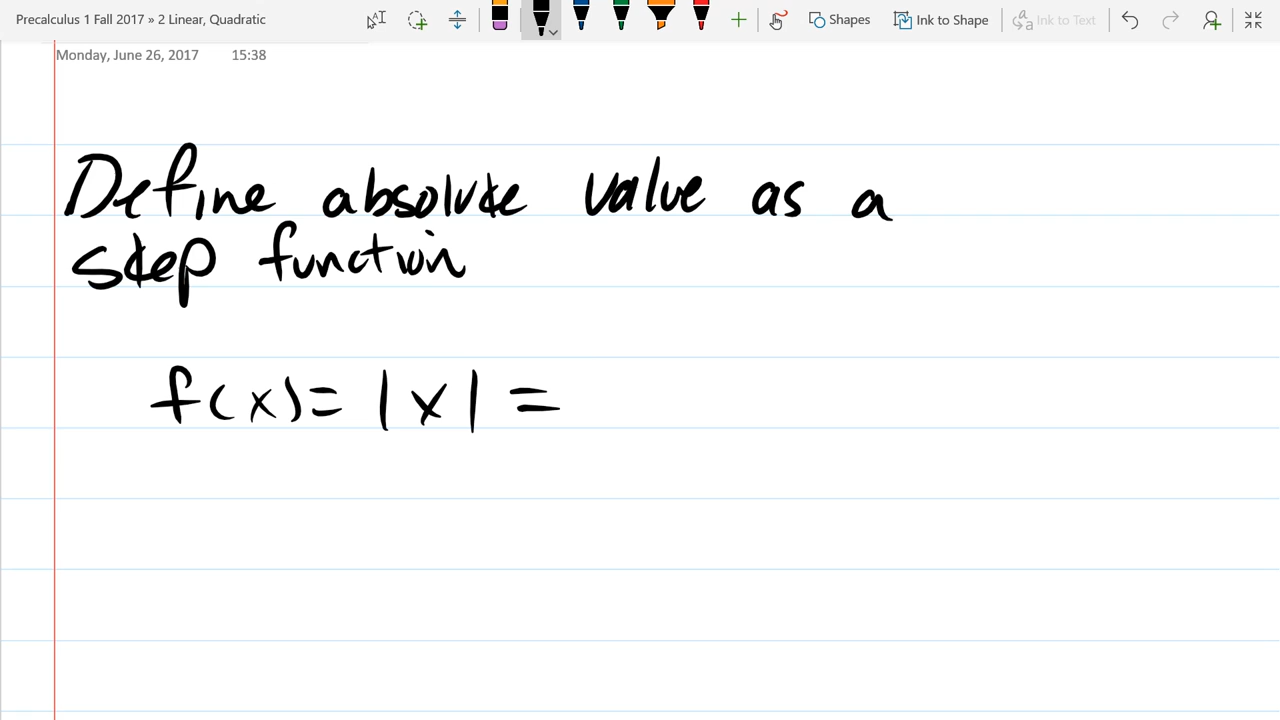 Precalculus 1 Fall 2017 » 2 Linear, Quadratic Shapes Ink to Shape Ink to Text
Monday, June 26, 2017 15:38
Define absolute value as a
step function
f(x) = |x| =